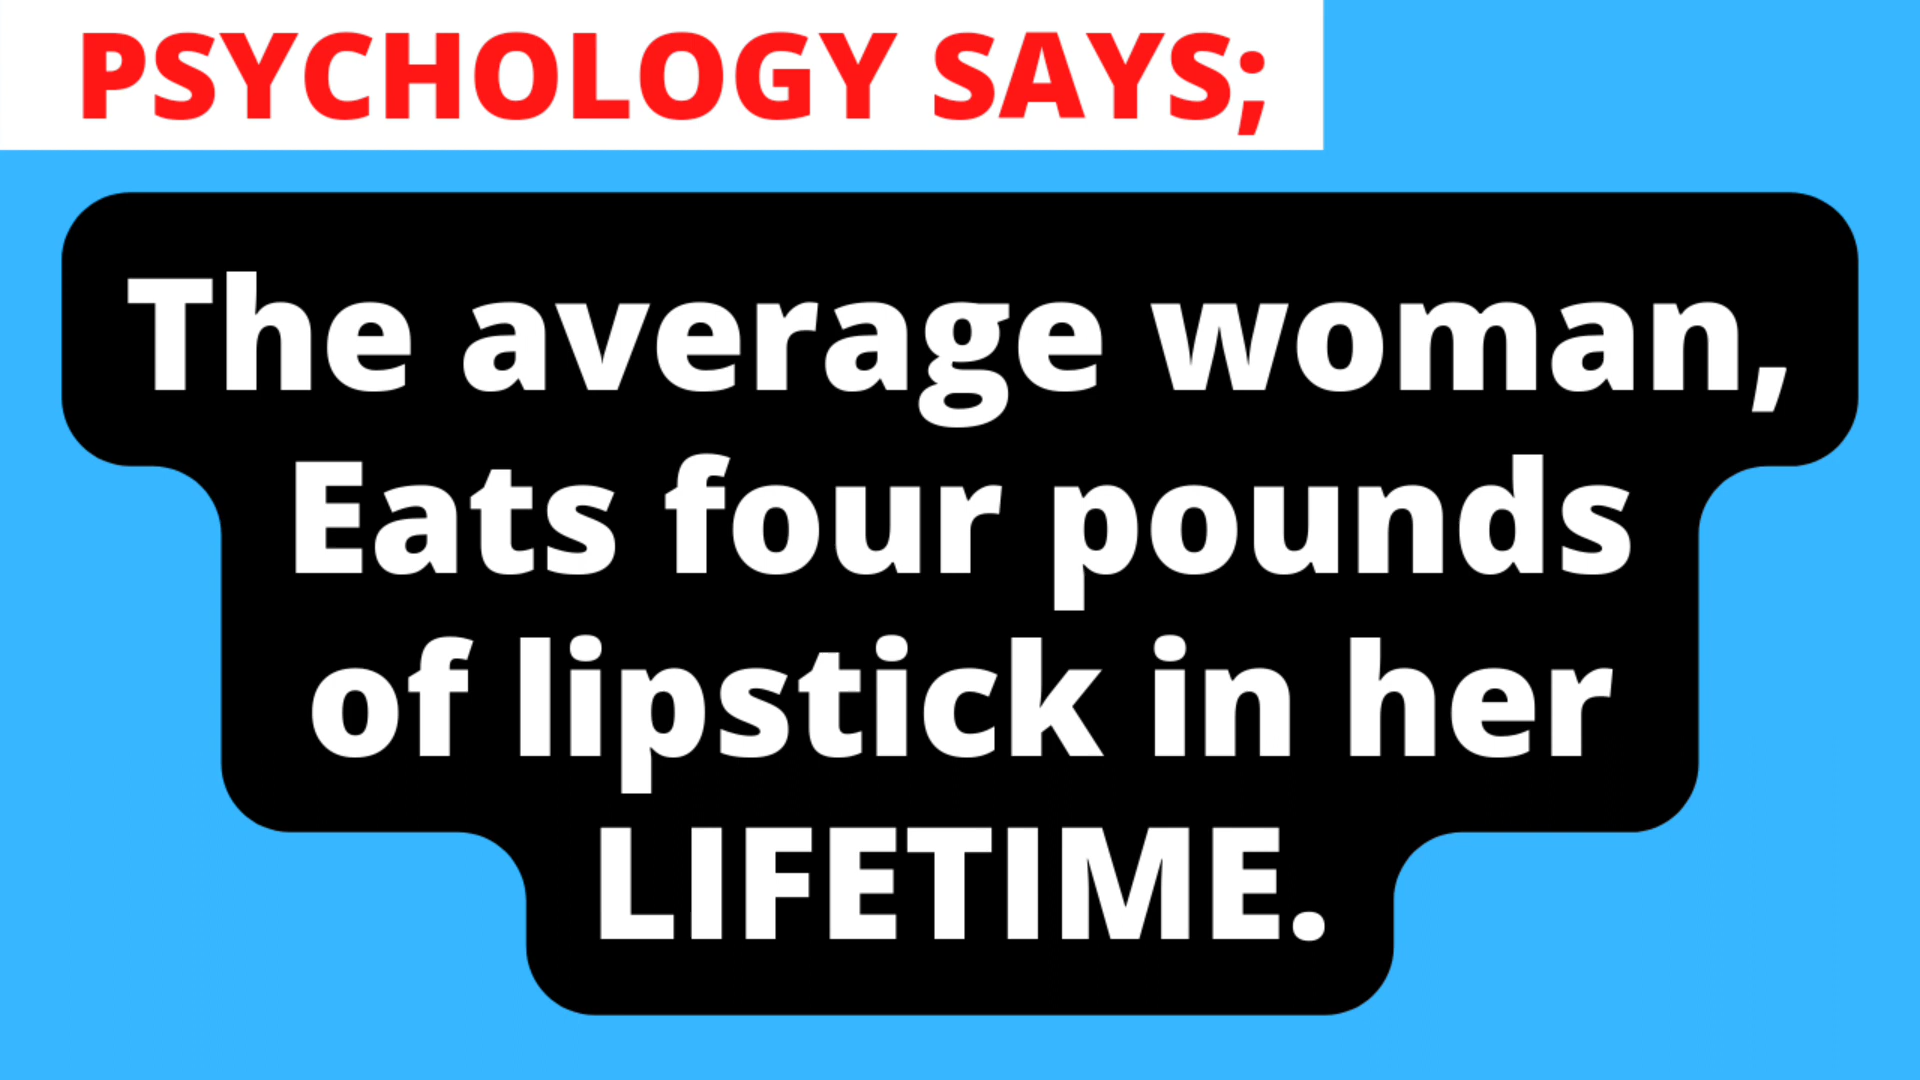 PSYCHOLOGY SAYS;
The average woman,
Eats four pounds
of lipstick in her
LIFETIME.